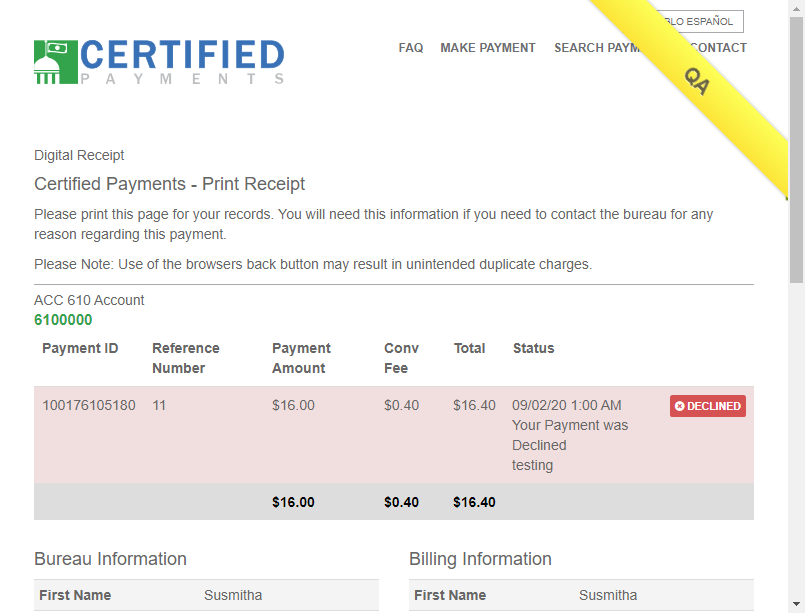 BLO ESPAÑOL
CERTIFIED
PAYMENTS
FAQ MAKE PAYMENT SEARCH PAYM CONTACT
QA
Digital Receipt
Certified Payments - Print Receipt
Please print this page for your records. You will need this information if you need to contact the bureau for any
reason regarding this payment.
Please Note: Use of the browsers back button may result in unintended duplicate charges.
ACC 610 Account
6100000
Payment ID Reference Number Payment Amount Conv Fee Total Status
100176105180 11 $16.00 $0.40 $16.40 09/02/20 1:00 AM DECLINED
Your Payment was
Declined
testing
$16.00 $0.40 $16.40
Bureau Information Billing Information
First Name Susmitha First Name Susmitha